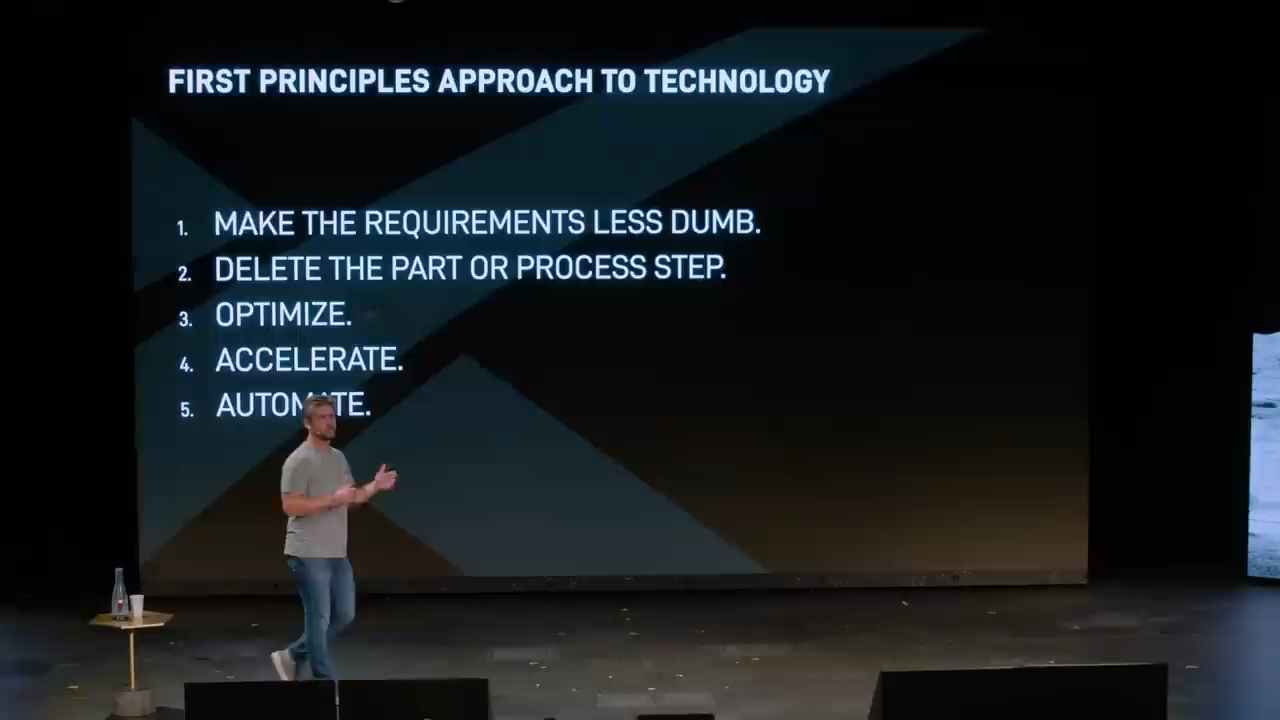 FIRST PRINCIPLES APPROACH TO TECHNOLOGY
1. MAKE THE REQUIREMENTS LESS DUMB.
2. DELETE THE PART OR PROCESS STEP.
3. OPTIMIZE.
4. ACCELERATE.
5. AUTOMATE.